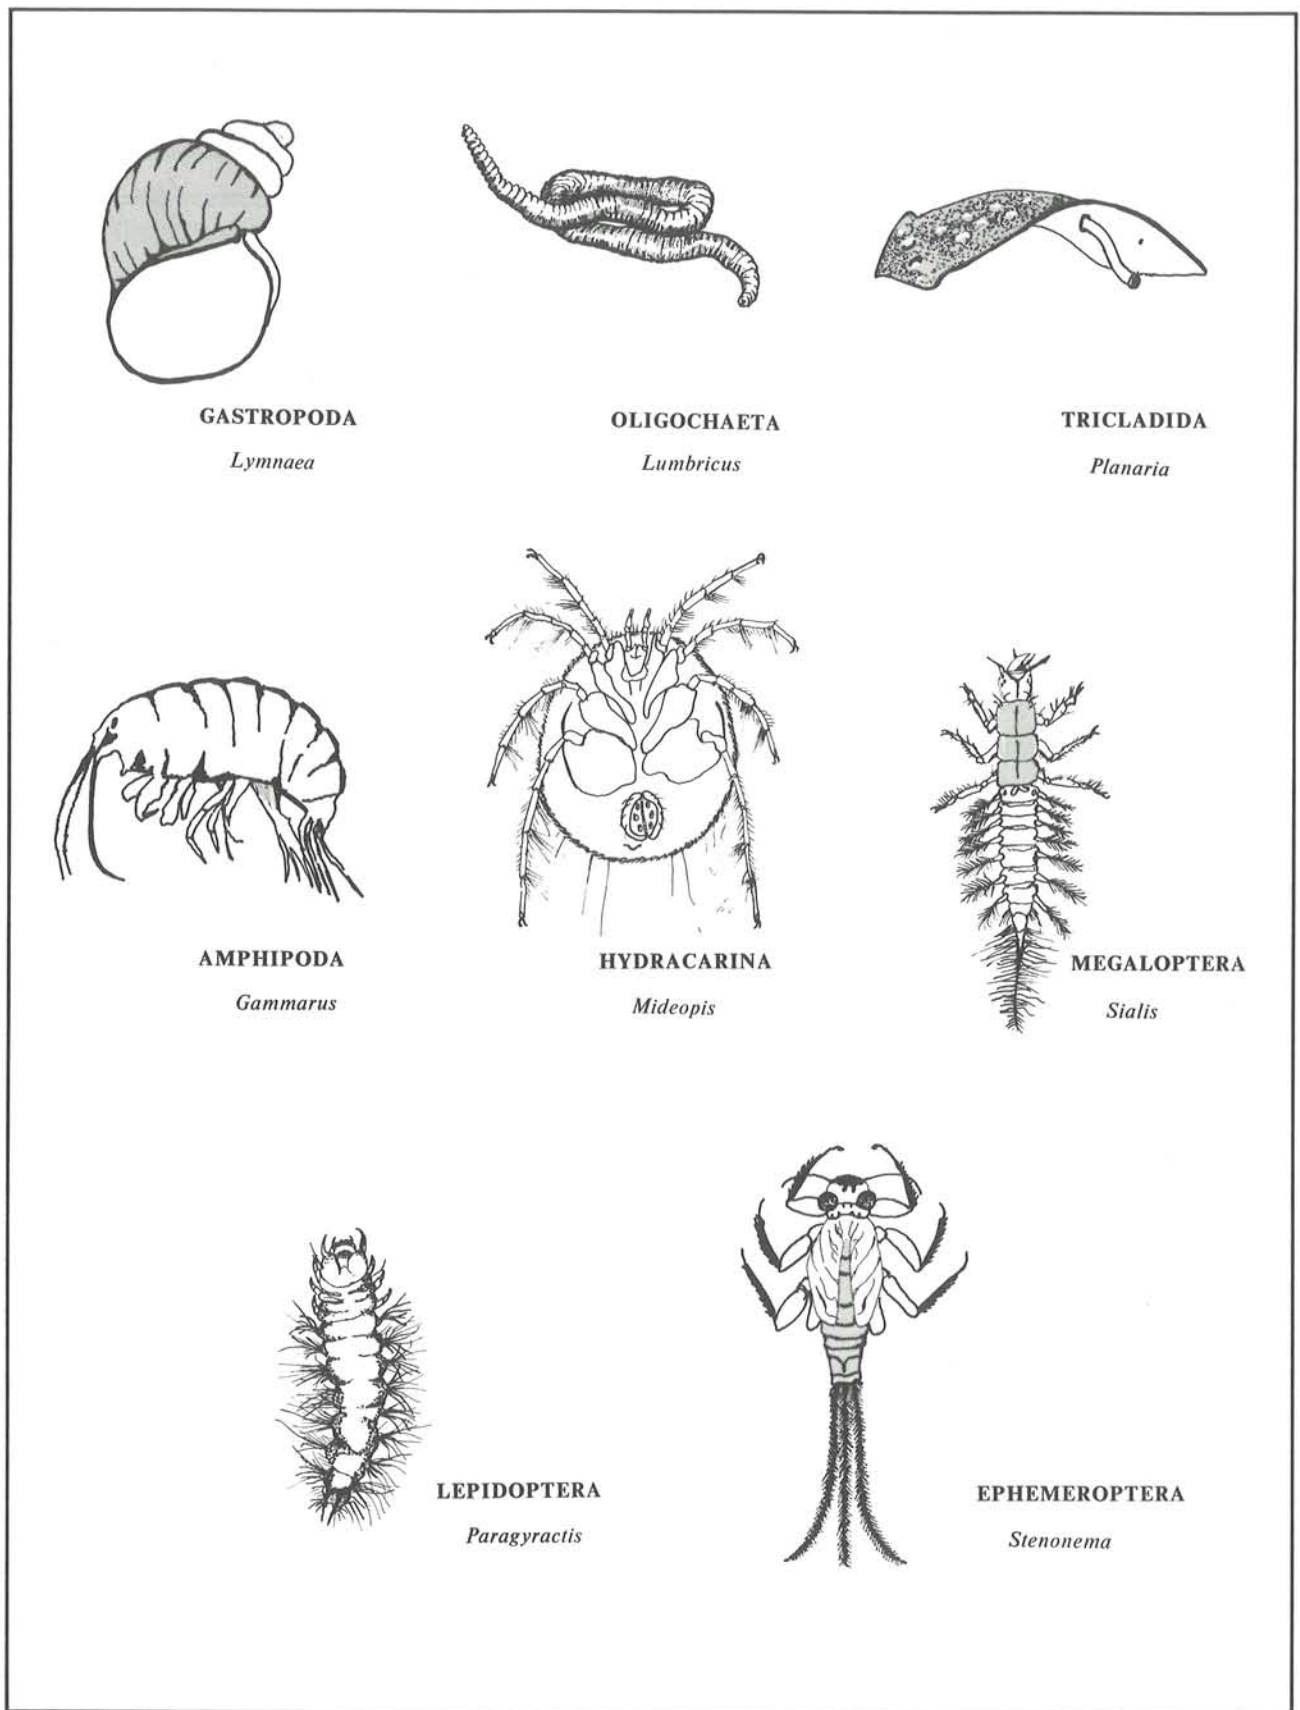 GASTROPODA
Lymnaea
OLIGOCHAETA
Lumbricus
TRICLADIDA
Planaria
AMPHIPODA
Gammarus
HYDRACARINA
Mideopis
MEGALOPTERA
Sialis
LEPIDOPTERA
Paragyractis
EPHEMEROPTERA
Stenonema